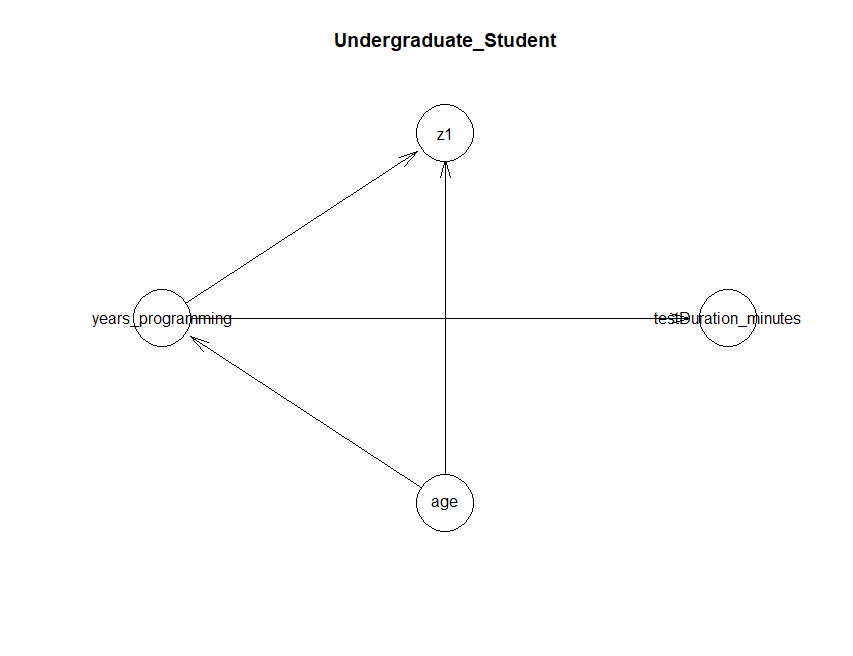 Undergraduate_Student
z1
years_programming
testDuration_minutes
age